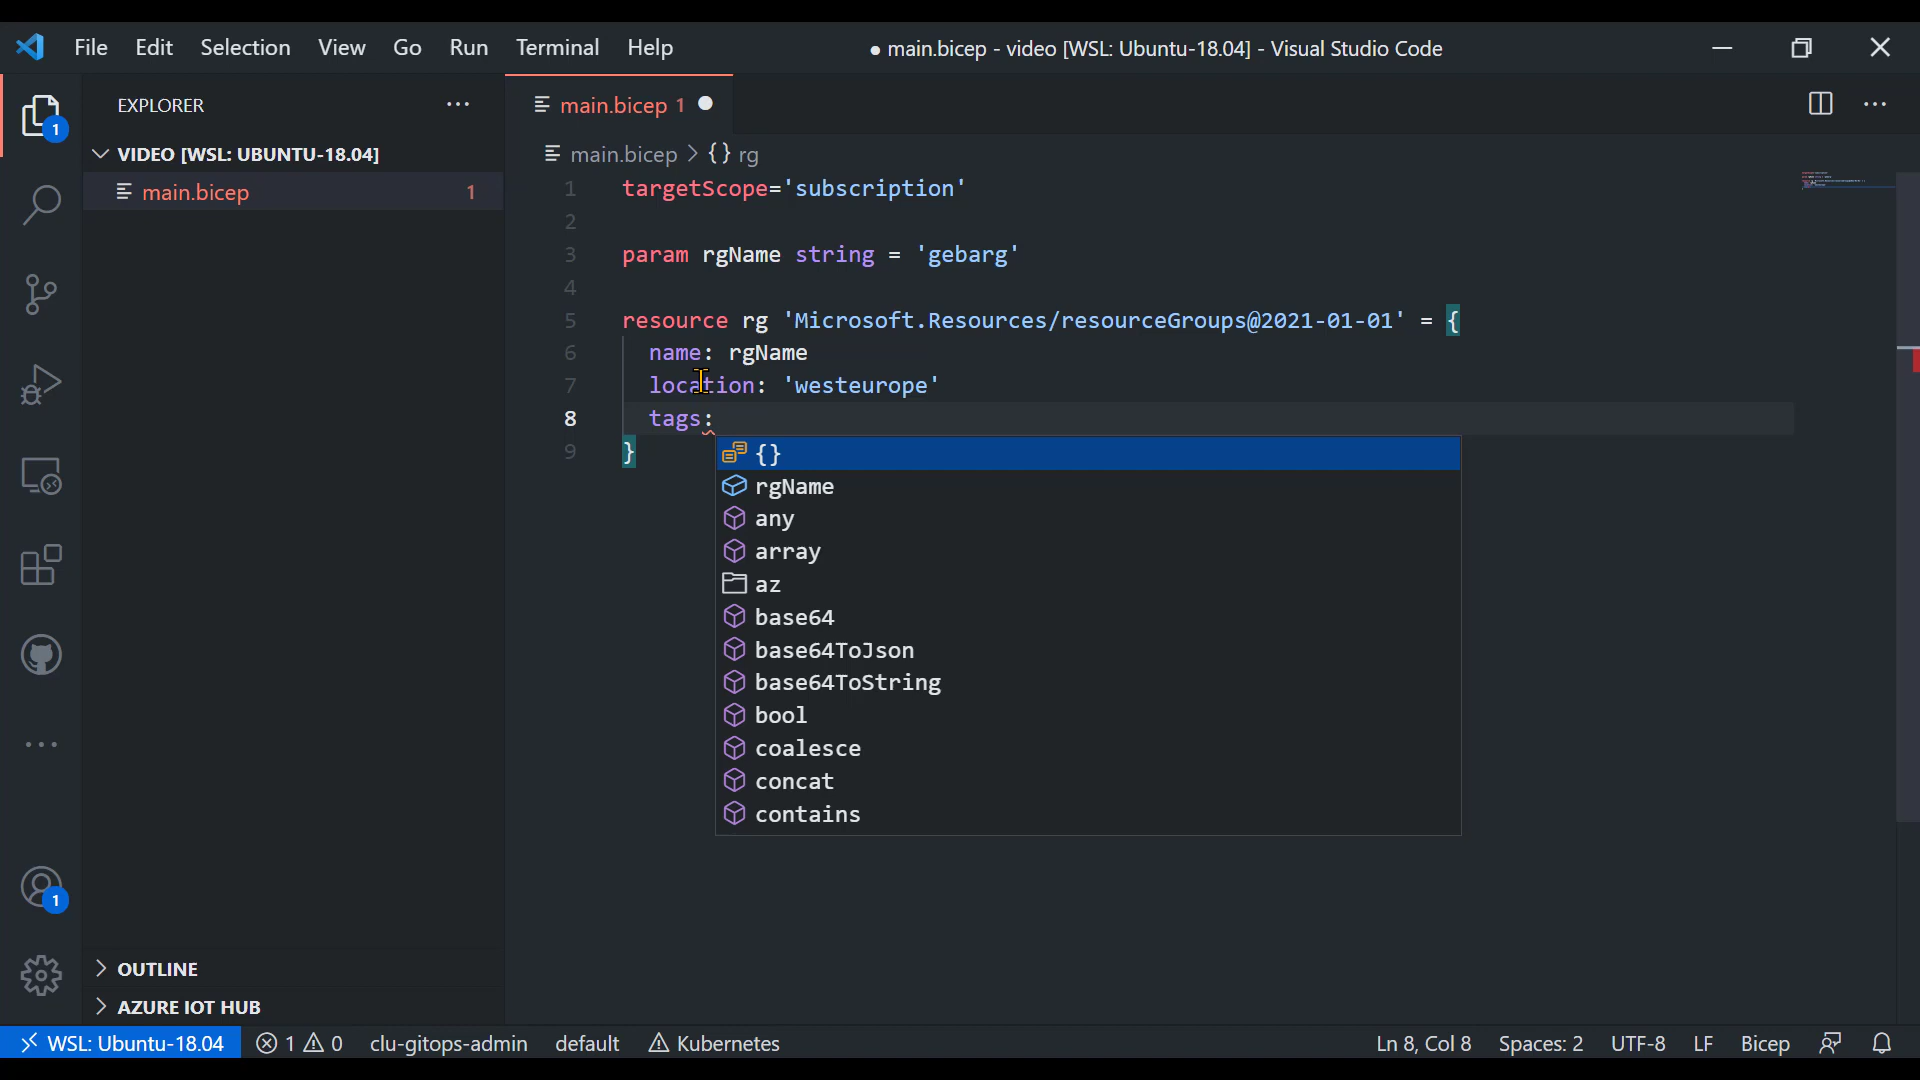 File Edit Selection View Go Run Terminal Help
● main.bicep - video [WSL: Ubuntu-18.04] - Visual Studio Code
EXPLORER
1
VIDEO [WSL: UBUNTU-18.04]
main.bicep 1
main.bicep 1
main.bicep > {} rg
1 targetScope='subscription'
2
3 param rgName string = 'gebarg'
4
5 resource rg 'Microsoft.Resources/resourceGroups@2021-01-01' = {
6 name: rgName
7 location: 'westeurope'
8 tags:
9 }
{}
rgName
any
array
az
base64
base64ToJson
base64ToString
bool
coalesce
concat
contains
1
OUTLINE
AZURE IOT HUB
WSL: Ubuntu-18.04 1 0 clu-gitops-admin default Kubernetes Ln 8, Col 8 Spaces: 2 UTF-8 LF Bicep